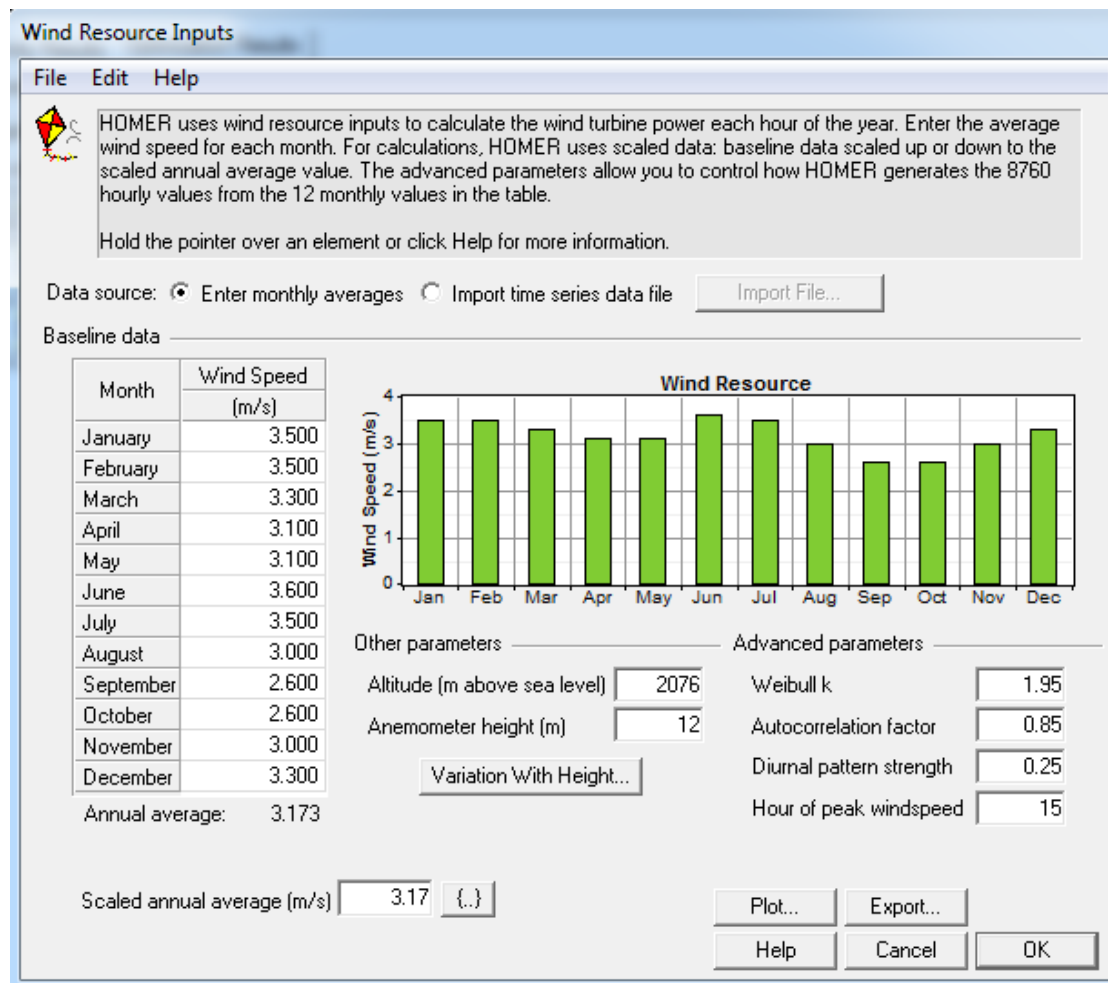 Wind Resource Inputs
File Edit Help
HOMER uses wind resource inputs to calculate the wind turbine power each hour of the year. Enter the average
wind speed for each month. For calculations, HOMER uses scaled data: baseline data scaled up or down to the
scaled annual average value. The advanced parameters allow you to control how HOMER generates the 8760
hourly values from the 12 monthly values in the table.
Hold the pointer over an element or click Help for more information.
Data source: Enter monthly averages Import time series data file Import File...
Baseline data
Month Wind Speed
(m/s)
January 3.500
February 3.500
March 3.300
April 3.100
May 3.100
June 3.600
July 3.500
August 3.000
September 2.600
October 2.600
November 3.000
December 3.300
Annual average: 3.173
Wind Resource
Wind Speed (m/s)
4
3
2
1
0
Jan Feb Mar Apr May Jun Jul Aug Sep Oct Nov Dec
Other parameters
Altitude (m above sea level) 2076
Anemometer height (m) 12
Variation With Height...
Advanced parameters
Weibull k 1.95
Autocorrelation factor 0.85
Diurnal pattern strength 0.25
Hour of peak windspeed 15
Scaled annual average (m/s) 3.17 {..}
Plot... Export...
Help Cancel OK